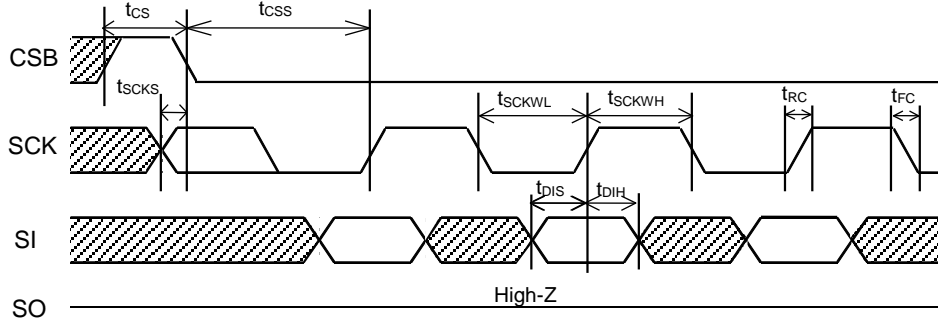 tCS
tCSS
CSB
tSCKS
tSCKWL
tSCKWH
tRC
tFC
SCK
tDIS
tDIH
SI
High-Z
SO